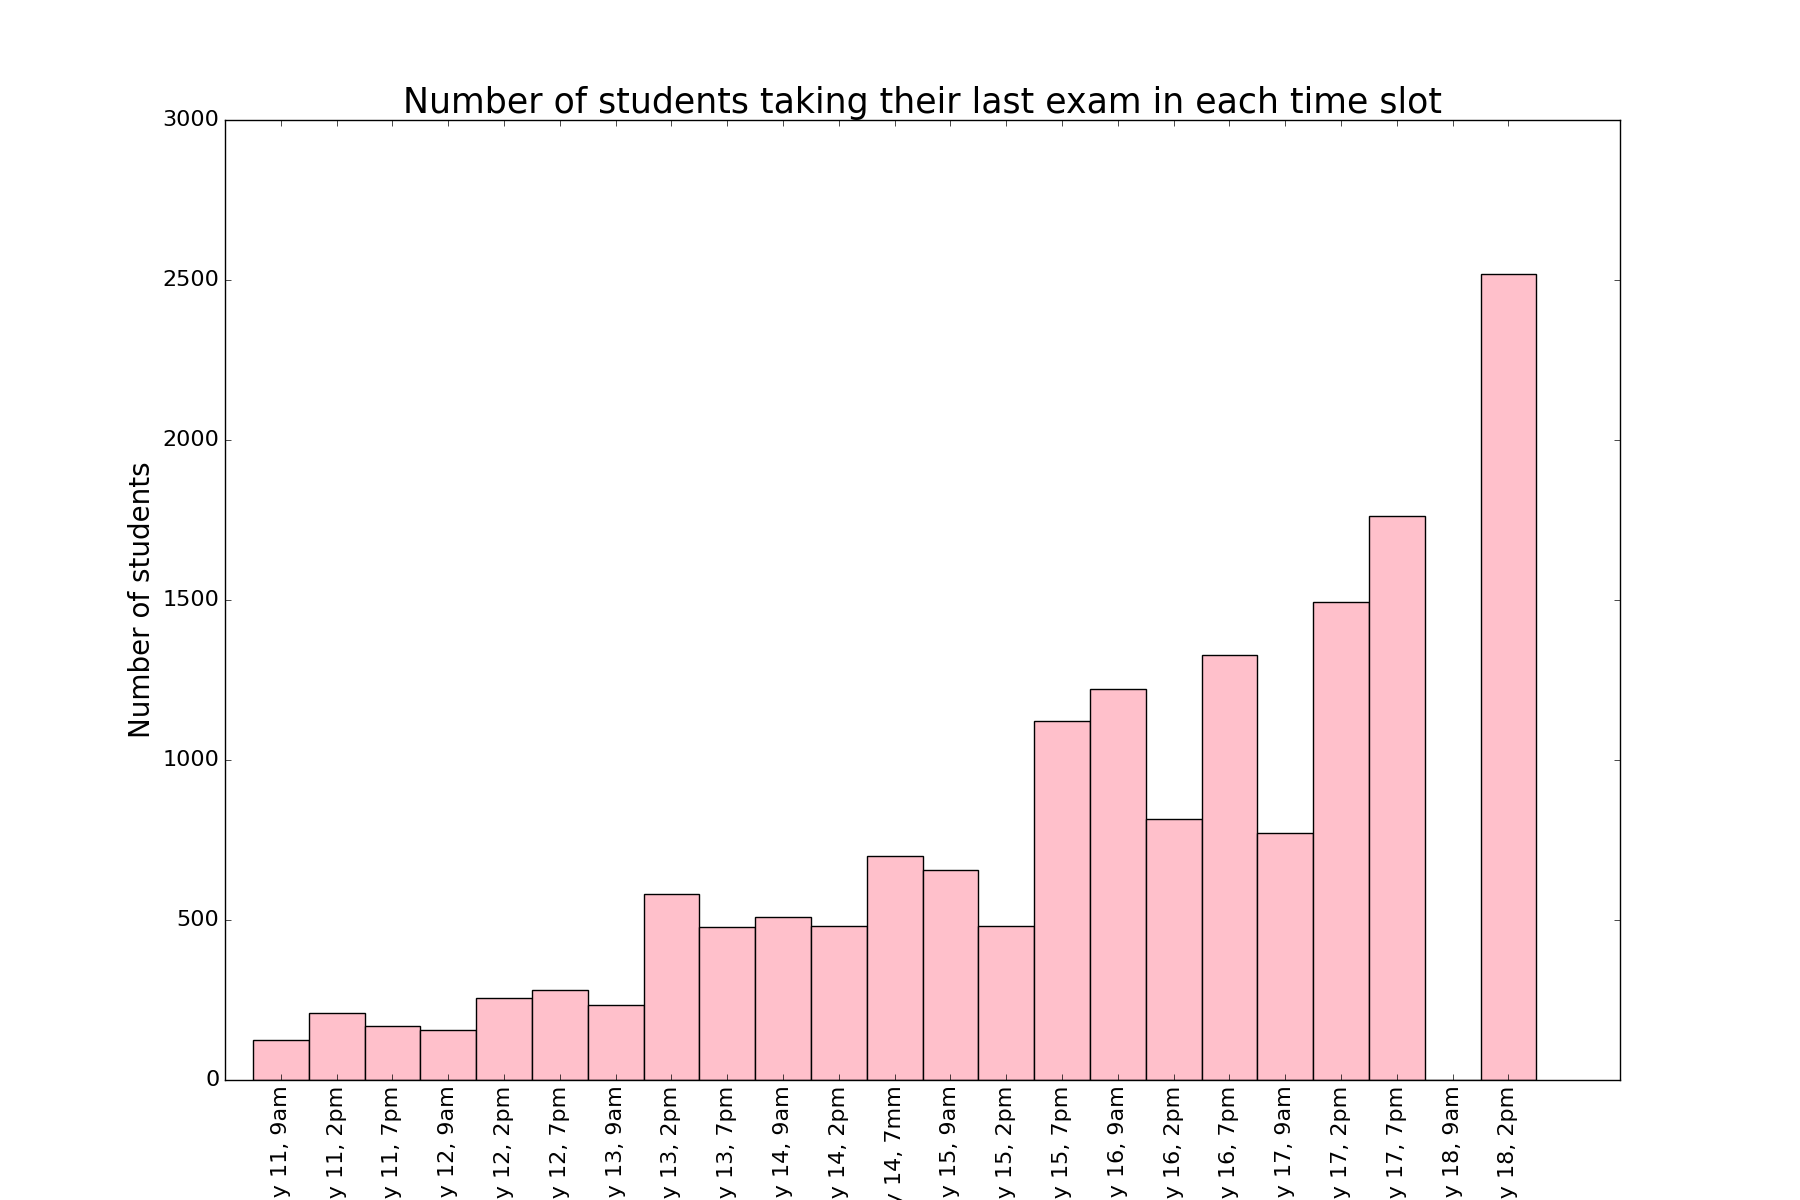 Number of students taking their last exam in each time slot
Number of students
3000
2500
2000
1500
1000
500
0
y 11, 9am
y 11, 2pm
y 11, 7pm
y 12, 9am
y 12, 2pm
y 12, 7pm
y 13, 9am
y 13, 2pm
y 13, 7pm
y 14, 9am
y 14, 2pm
y 14, 7mm
y 15, 9am
y 15, 2pm
y 15, 7pm
y 16, 9am
y 16, 2pm
y 16, 7pm
y 17, 9am
y 17, 2pm
y 17, 7pm
y 18, 9am
y 18, 2pm